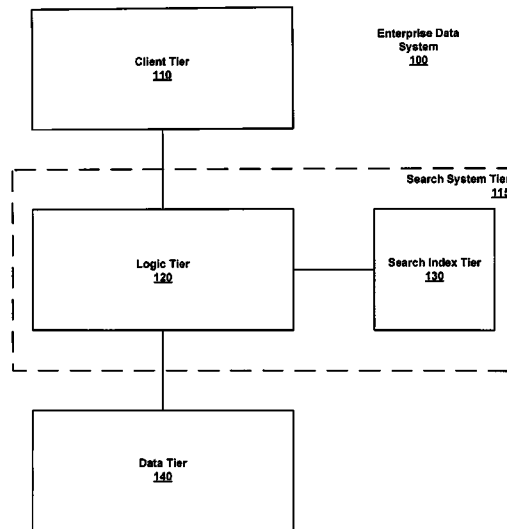 Client Tier
110
Enterprise Data
System
100
Search System Tier
115
Logic Tier
120
Search Index Tier
130
Data Tier
140